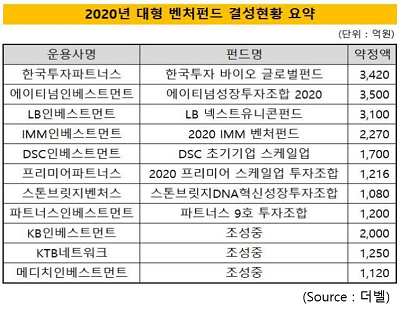 2020년 대형 벤처펀드 결성현황 요약
(단위 : 억원)
운용사명 펀드명 약정액
한국투자파트너스 한국투자 바이오 글로벌펀드 3,420
에이티넘인베스트먼트 에이티넘성장투자조합 2020 3,500
LB인베스트먼트 LB 넥스트유니콘펀드 3,100
IMM인베스트먼트 2020 IMM 벤처펀드 2,270
DSC인베스트먼트 DSC 초기기업 스케일업 1,700
프리미어파트너스 2020 프리미어 스케일업 투자조합 1,216
스톤브릿지벤처스 스톤브릿지DNA혁신성장투자조합 1,080
파트너스인베스트먼트 파트너스 9호 투자조합 1,200
KB인베스트먼트 조성중 2,000
KTB네트워크 조성중 1,250
메디치인베스트먼트 조성중 1,120
(Source : 더벨)